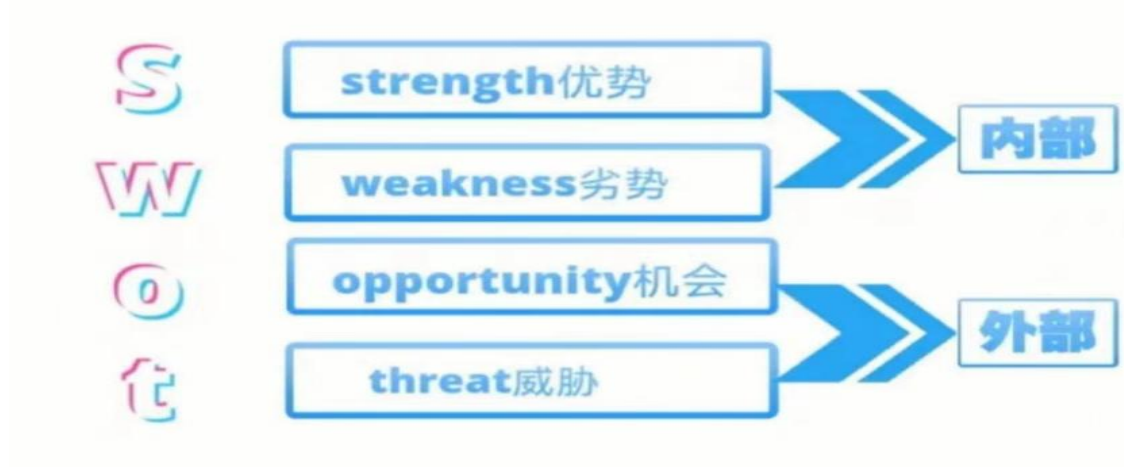 S
strength优势
w
weakness劣势
内部
o
opportunity机会
t
threat威胁
外部